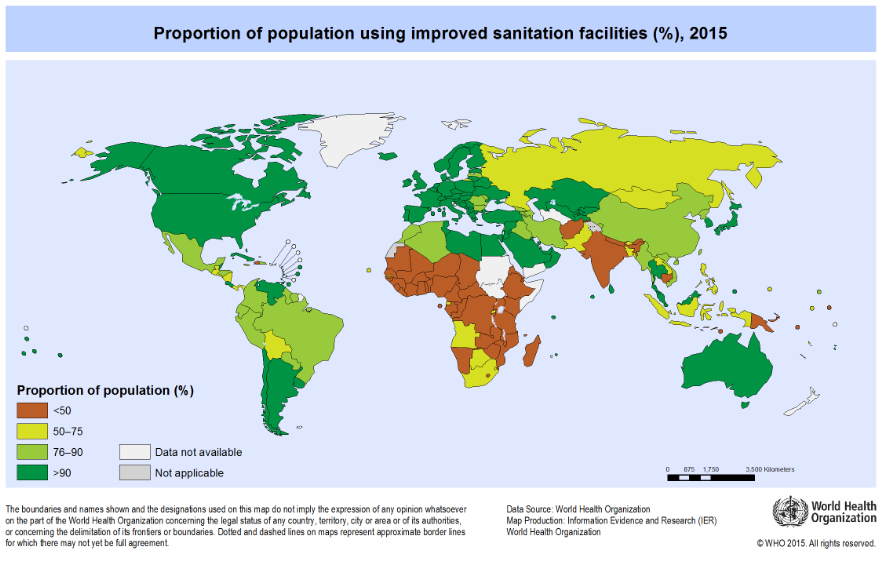 Proportion of population using improved sanitation facilities (%), 2015
Proportion of population (%)
<50
50–75
76–90
>90
Data not available
Not applicable
0 875 1,750 3,500 Kilometers
The boundaries and names shown and the designations used on this map do not imply the expression of any opinion whatsoever
on the part of the World Health Organization concerning the legal status of any country, territory, city or area or of its authorities,
or concerning the delimitation of its frontiers or boundaries. Dotted and dashed lines on maps represent approximate border lines
for which there may not yet be full agreement.
Data Source: World Health Organization
Map Production: Information Evidence and Research (IER)
World Health Organization
World Health
Organization
© WHO 2015. All rights reserved.